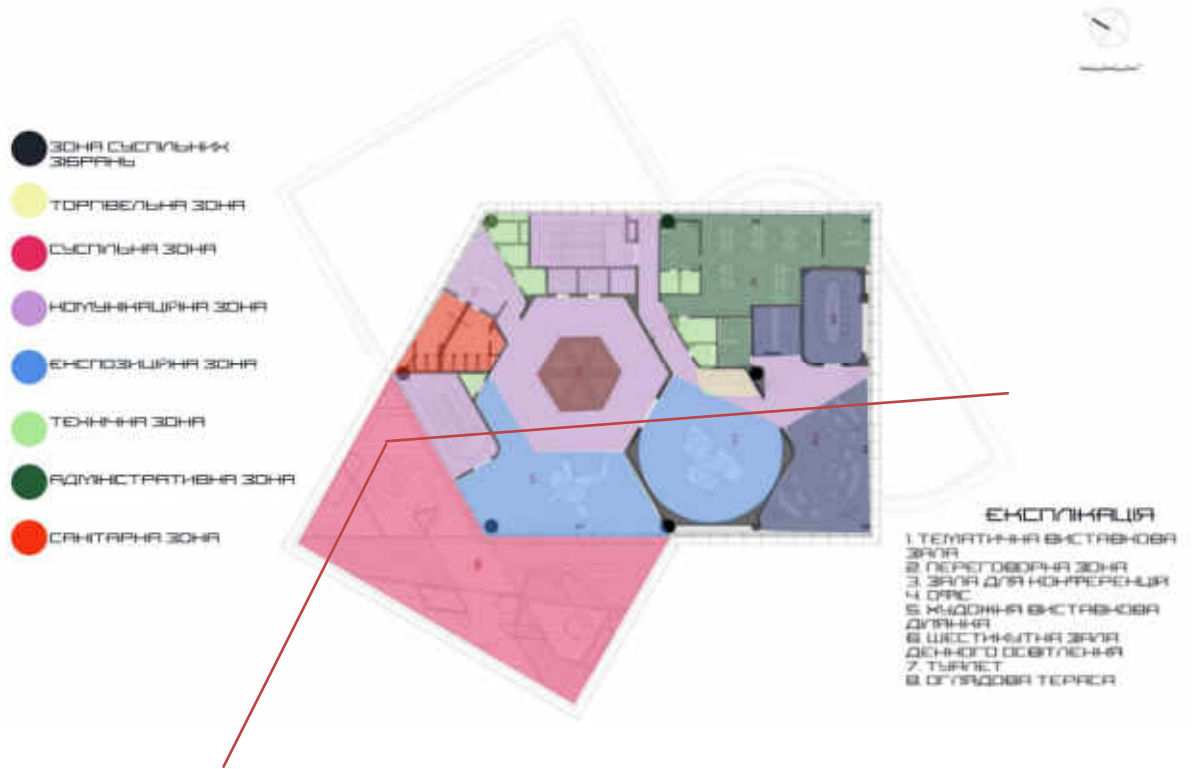 ЗОНА СУСПІЛЬНИХ
ЗІБРАНЬ
ТОРГІВЕЛЬНА ЗОНА
СУСПІЛЬНА ЗОНА
КОМУНІКАЦІЙНА ЗОНА
ЕКСПОЗИЦІЙНА ЗОНА
ТЕХНІЧНА ЗОНА
АДМІНІСТРАТИВНА ЗОНА
САНІТАРНА ЗОНА
ЕКСПЛІКАЦІЯ
1. ТЕМАТИЧНА ВИСТАВКОВА
ЗАЛА
2. ПЕРЕГОВОРНА ЗОНА
3. ЗАЛА ДЛЯ КОНФЕРЕНЦІЙ
4. ОФІС
5. ХУДОЖНЯ ВИСТАВКОВА
ДІЛЯНКА
6. ШЕСТИКУТНА ЗАЛА
ДЕННОГО ОСВІТЛЕННЯ
7. ТУАЛЕТ
8. ОГЛЯДОВА ТЕРАСА